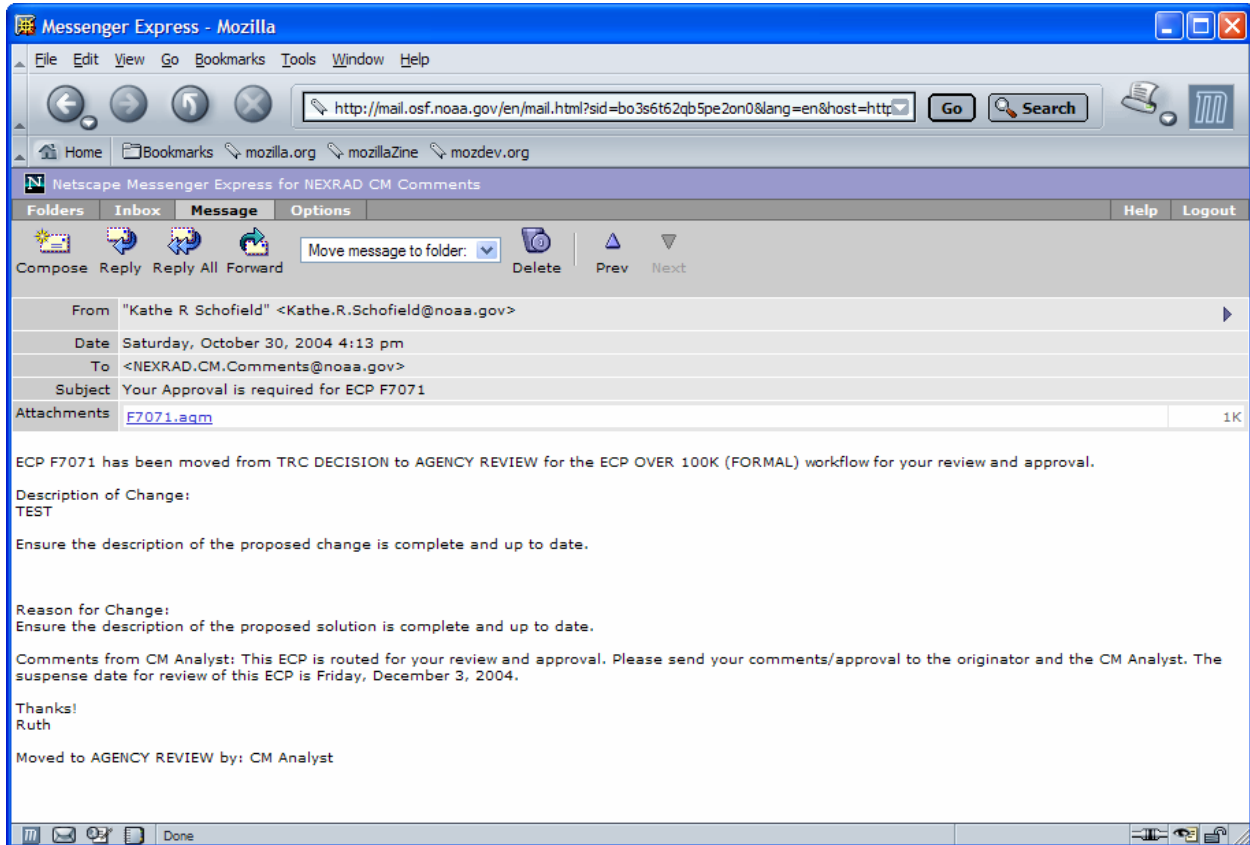 Messenger Express - Mozilla
File Edit View Go Bookmarks Tools Window Help
http://mail.osf.noaa.gov/en/mail.html?sid=bo3s6t62qb5pe2on0&lang=en&host=http Go Search
Home Bookmarks mozilla.org mozillaZine mozdev.org
N Netscape Messenger Express for NEXRAD CM Comments
Folders Inbox Message Options Help Logout
Move message to folder:
Compose Reply Reply All Forward Delete Prev Next
From "Kathe R Schofield" <Kathe.R.Schofield@noaa.gov>
Date Saturday, October 30, 2004 4:13 pm
To <NEXRAD.CM.Comments@noaa.gov>
Subject Your Approval is required for ECP F7071
Attachments F7071.aqm 1K
ECP F7071 has been moved from TRC DECISION to AGENCY REVIEW for the ECP OVER 100K (FORMAL) workflow for your review and approval.
Description of Change:
TEST
Ensure the description of the proposed change is complete and up to date.
Reason for Change:
Ensure the description of the proposed solution is complete and up to date.
Comments from CM Analyst: This ECP is routed for your review and approval. Please send your comments/approval to the originator and the CM Analyst. The
suspense date for review of this ECP is Friday, December 3, 2004.
Thanks!
Ruth
Moved to AGENCY REVIEW by: CM Analyst
Done